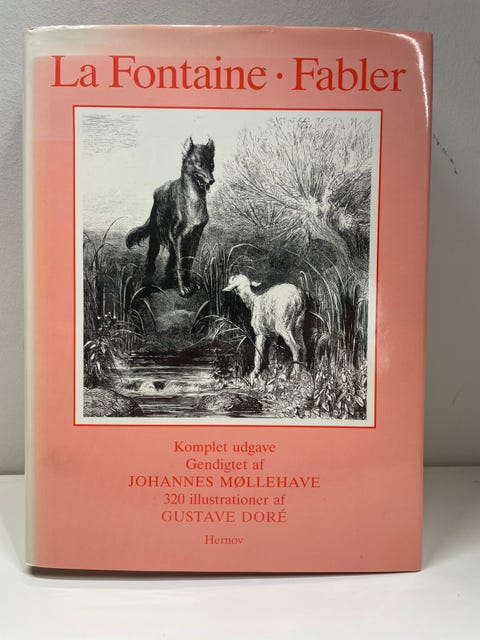 La Fontaine · Fabler
Komplet udgave
Gendigtet af
JOHANNES MØLLEHAVE
320 illustrationer af
GUSTAVE DORÉ
Hernov